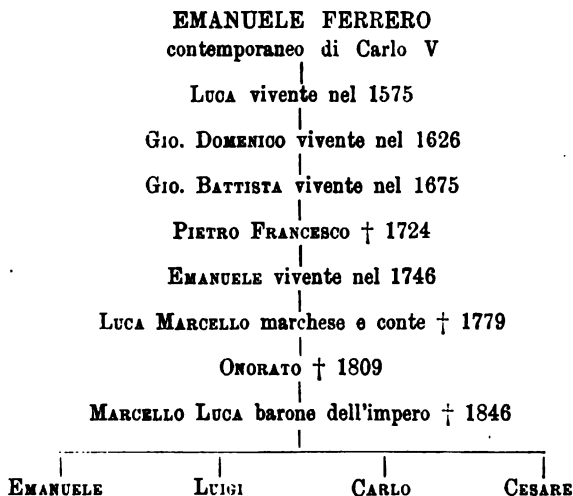 EMANUELE FERRERO
contemporaneo di Carlo V
LUCA vivente nel 1575
GIO. DOMENICO vivente nel 1626
GIO. BATTISTA vivente nel 1675
PIETRO FRANCESCO † 1724
EMANUELE vivente nel 1746
LUCA MARCELLO marchese e conte † 1779
ONORATO † 1809
MARCELLO LUCA barone dell'impero † 1846
EMANUELE LUIGI CARLO CESARE